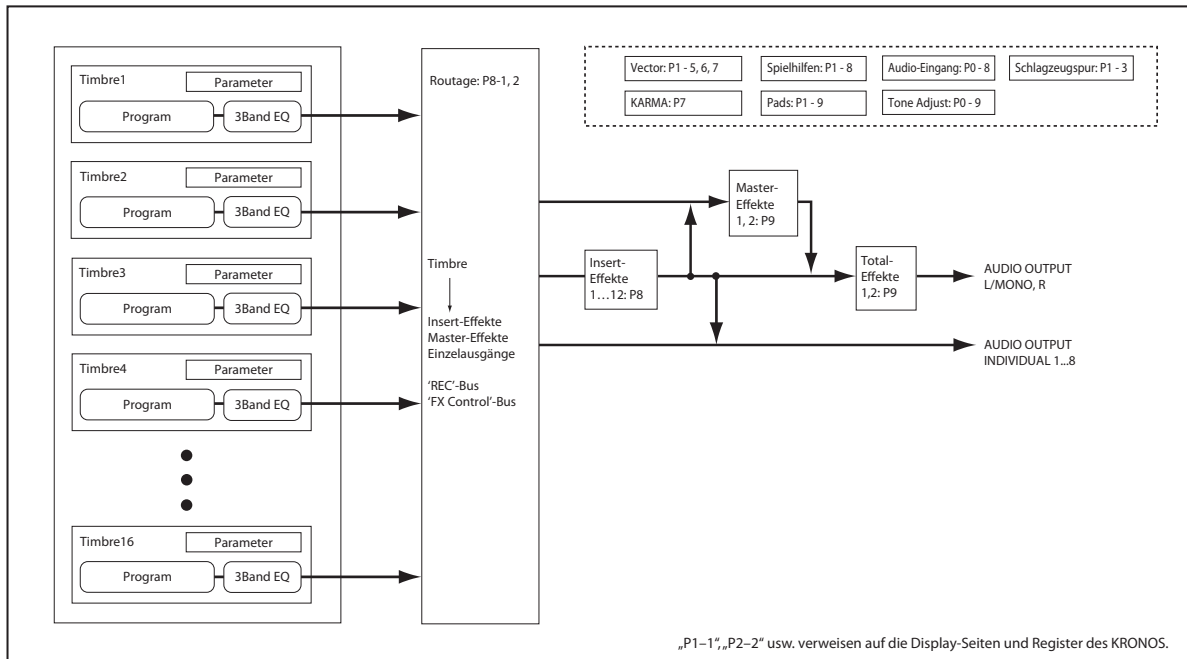 Timbre1
Parameter
Program
3Band EQ
Timbre2
Parameter
Program
3Band EQ
Timbre3
Parameter
Program
3Band EQ
Timbre4
Parameter
Program
3Band EQ
Timbre16
Parameter
Program
3Band EQ
Routage: P8-1, 2
Timbre
Insert-Effekte
Master-Effekte
Einzelausgänge
‘REC’-Bus
‘FX Control’-Bus
Vector: P1 - 5, 6, 7
Spielhilfen: P1 - 8
Audio-Eingang: P0 - 8
Schlagzeugspur: P1 - 3
KARMA: P7
Pads: P1 - 9
Tone Adjust: P0 - 9
Master-
Effekte
1, 2: P9
Insert-
Effekte
1…12: P8
Total-
Effekte
1,2: P9
AUDIO OUTPUT
L/MONO, R
AUDIO OUTPUT
INDIVIDUAL 1...8
„P1–1“, „P2–2“ usw. verweisen auf die Display-Seiten und Register des KRONOS.